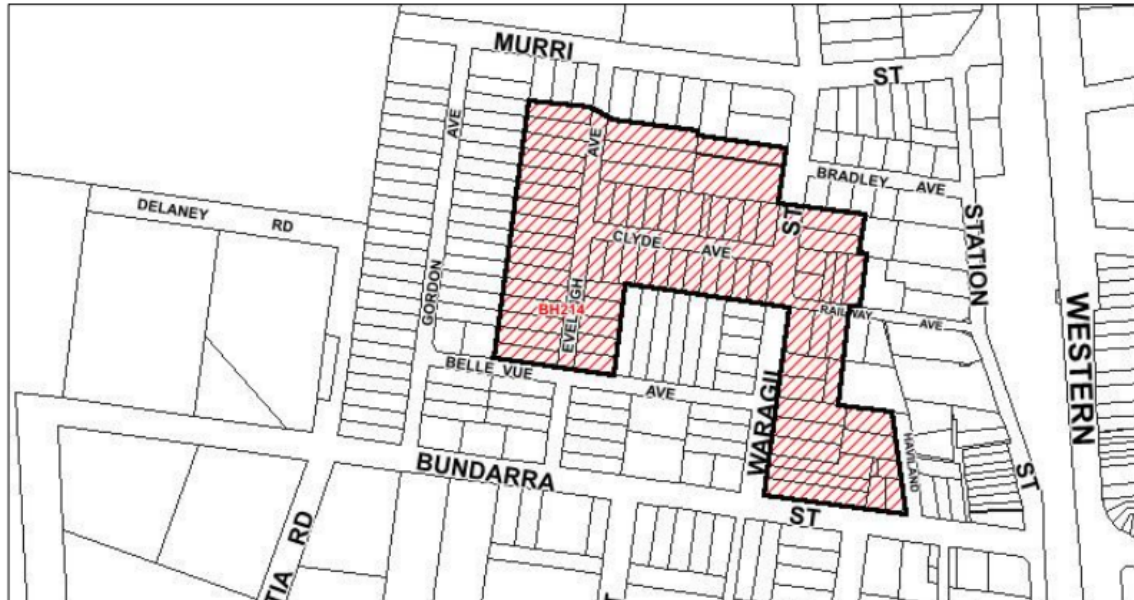 MURRI
ST
AVE
AVE
BRADLEY AVE
DELANEY RD
STATION
ST
CLYDE AVE
GORDON
BH214
WESTERN
RAILWAY AVE
BELLE VUE
AVE
WARAGIL
HAVILAND
BUNDARRA
ST
ST
RD